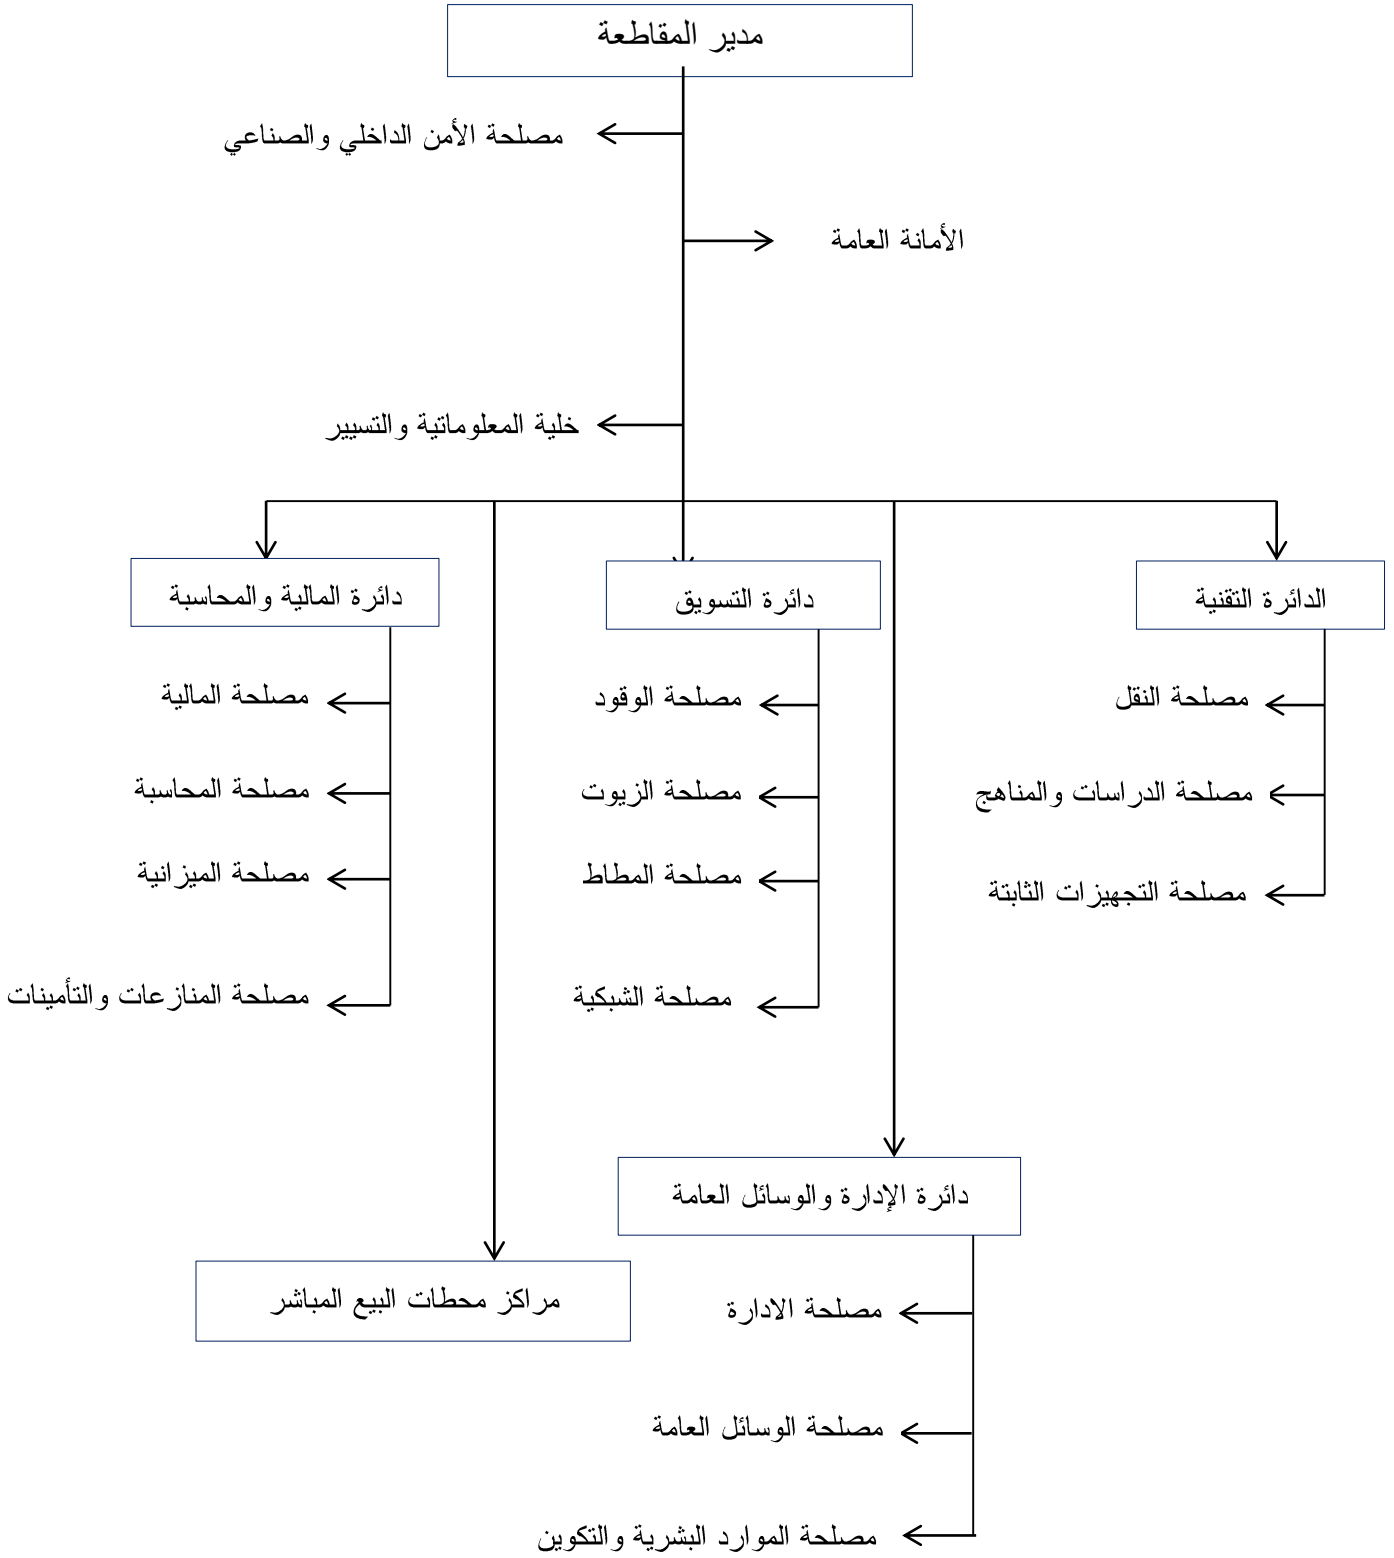 مدير المقاطعة
مصلحة الأمن الداخلي والصناعي
الأمانة العامة
خلية المعلوماتية والتسيير
الدائرة التقنية
مصلحة النقل
مصلحة الدراسات والمناهج
مصلحة التجهيزات الثابتة
دائرة التسويق
مصلحة الوقود
مصلحة الزيوت
مصلحة المطاط
مصلحة الشبكية
دائرة المالية والمحاسبة
مصلحة المالية
مصلحة المحاسبة
مصلحة الميزانية
مصلحة المنازعات والتأمينات
دائرة الإدارة والوسائل العامة
مصلحة الادارة
مصلحة الوسائل العامة
مصلحة الموارد البشرية والتكوين
مراكز محطات البيع المباشر